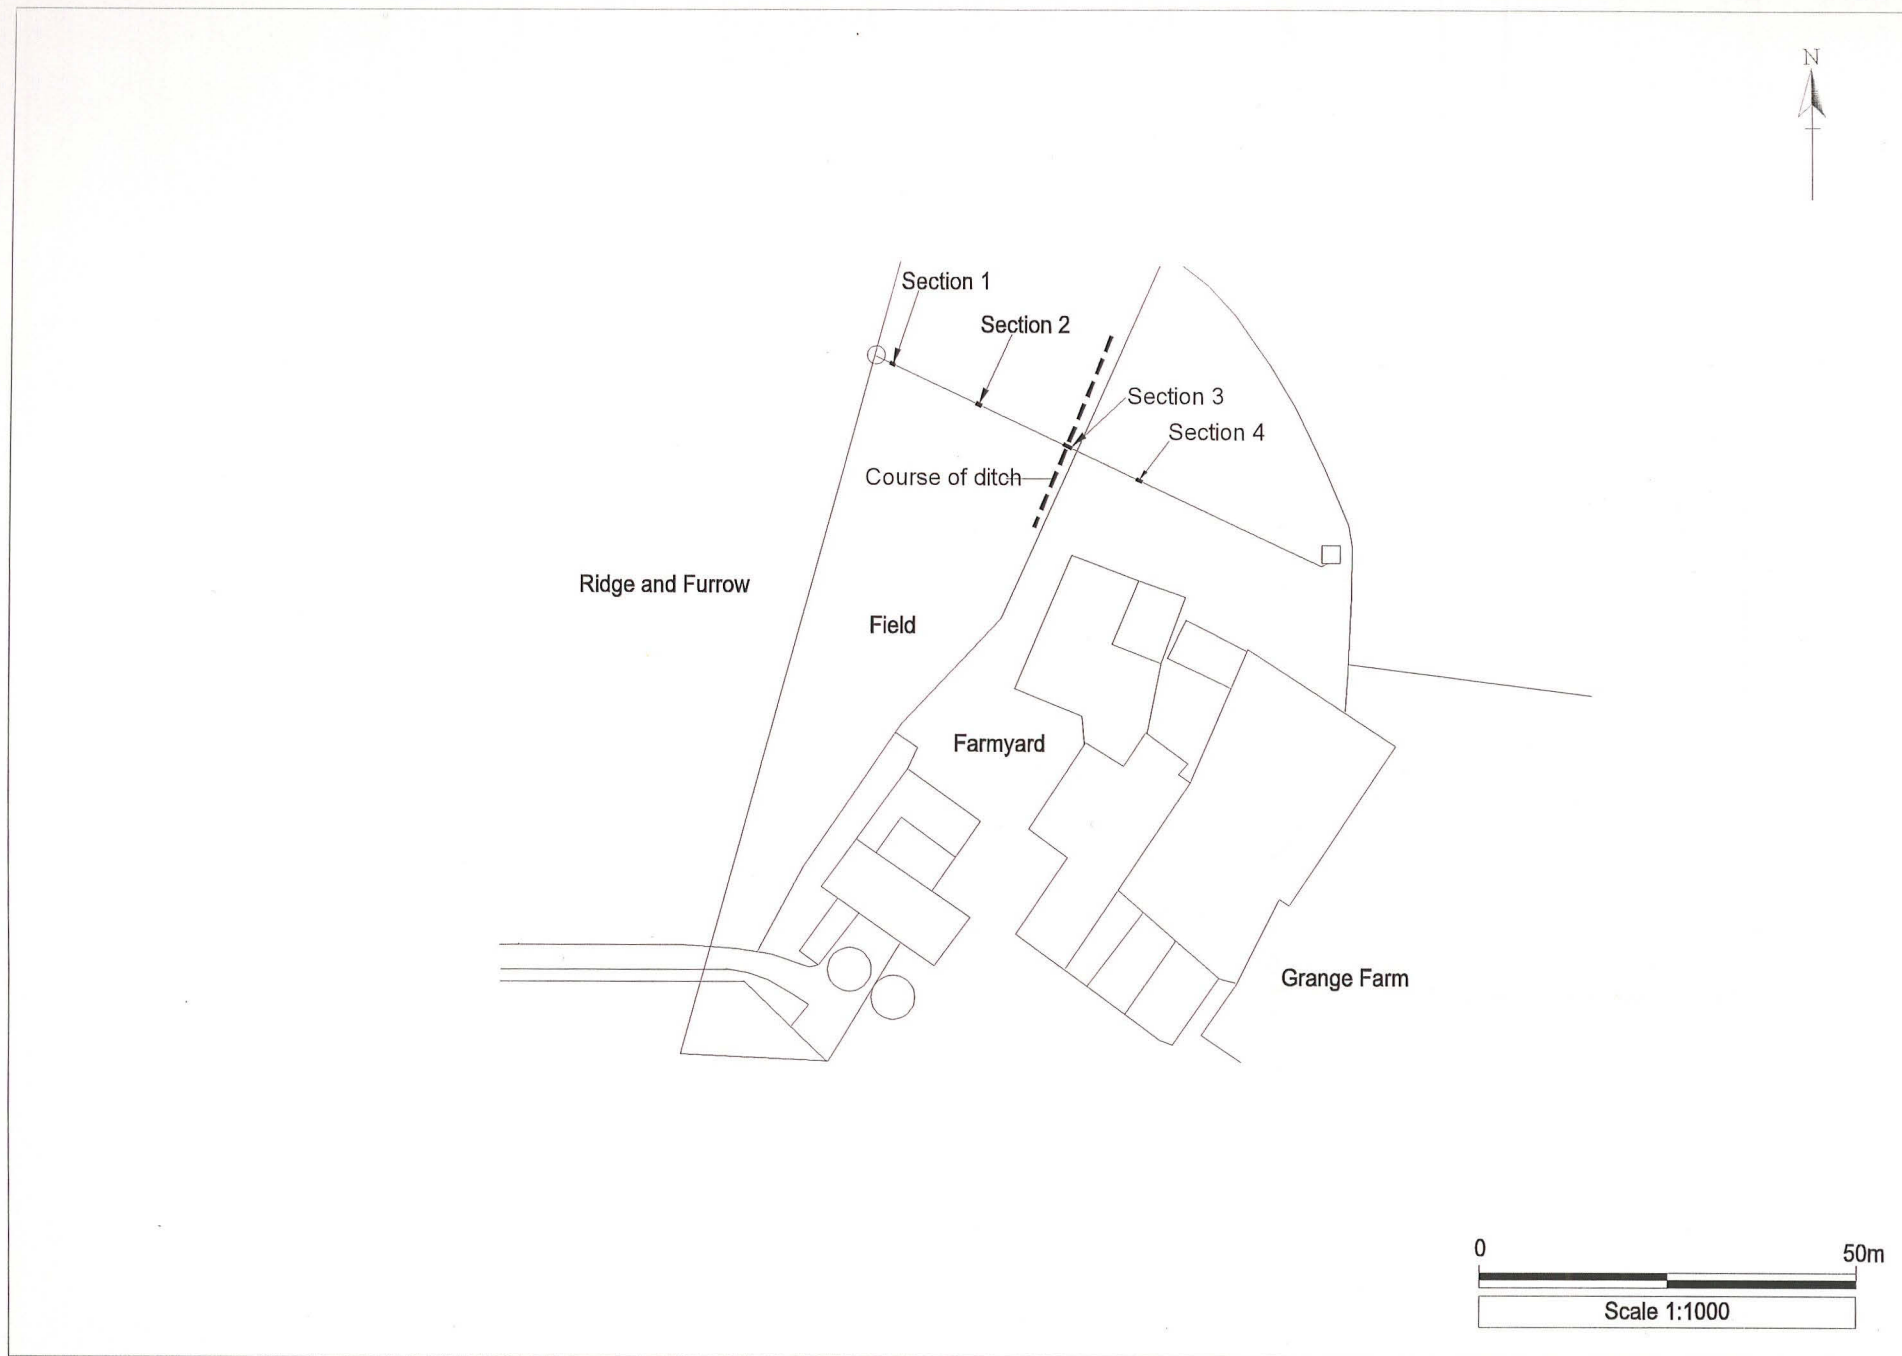 N
Section 1
Section 2
Section 3
Section 4
Course of ditch
Ridge and Furrow
Field
Farmyard
Grange Farm
0 50m
Scale 1:1000